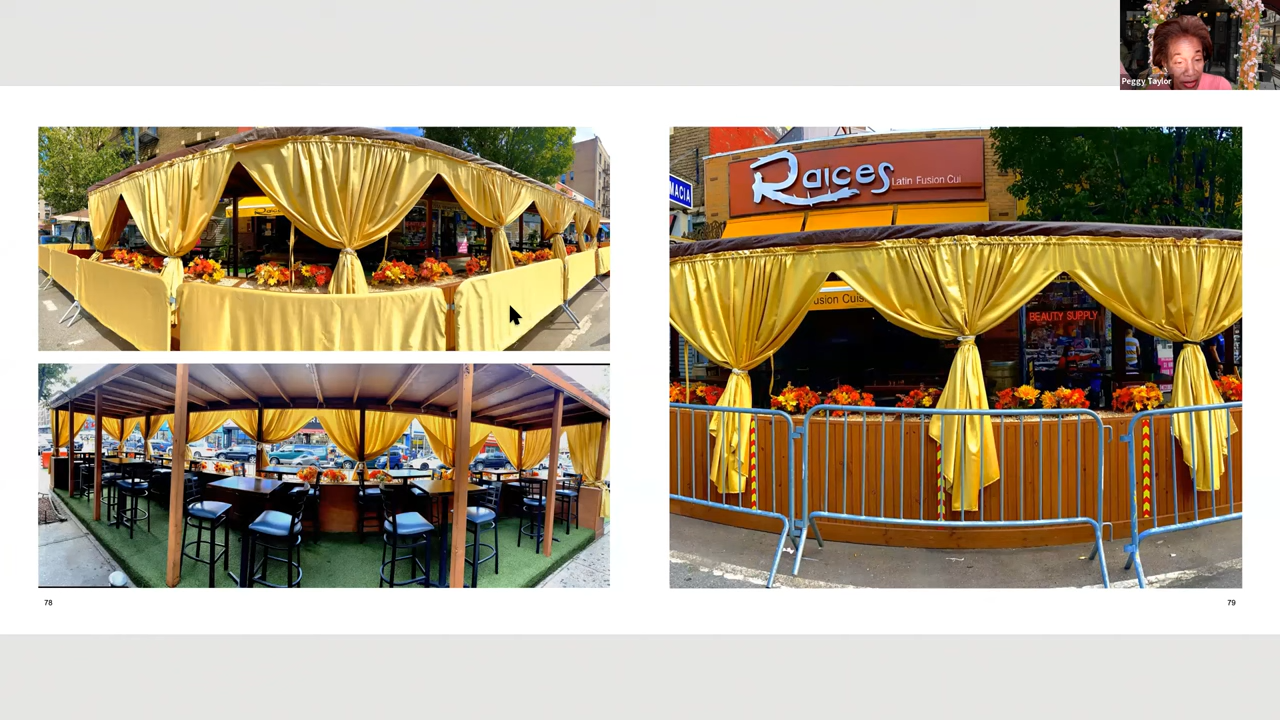 Peggy Taylor
MACIA
Raices
Latin Fusion Cui
usion Cuis
BEAUTY SUPPLY
78
79